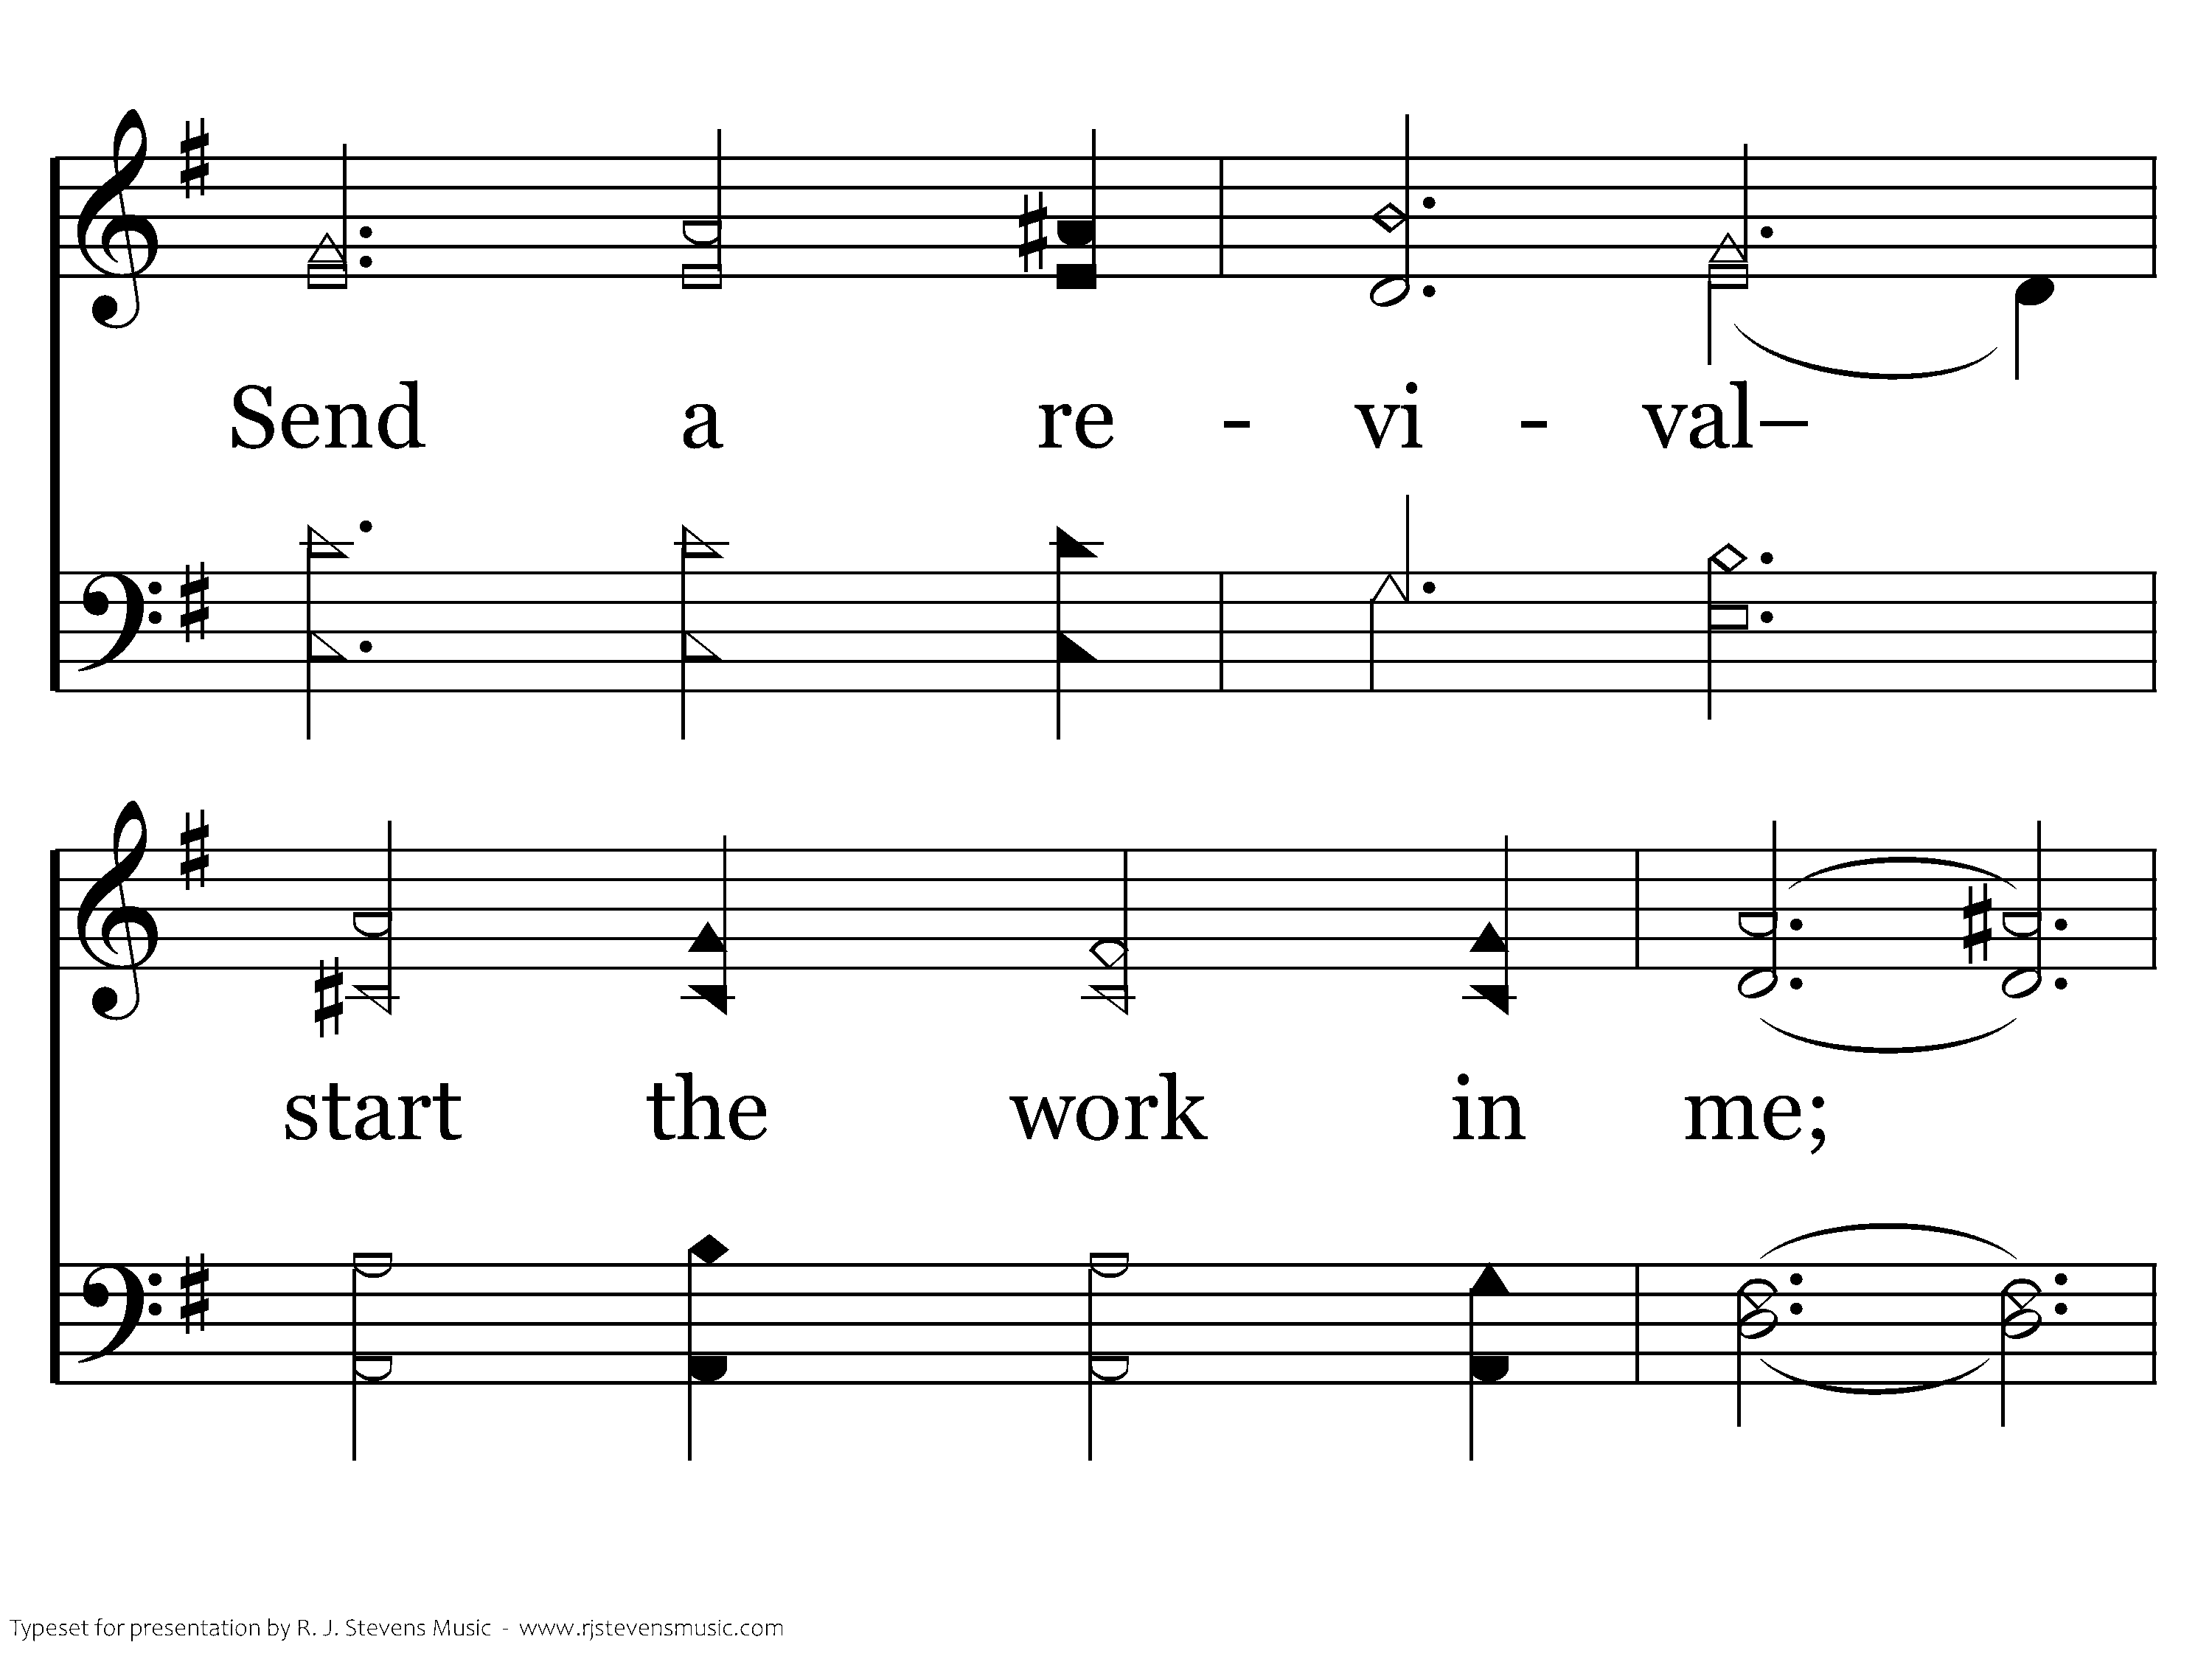 Send a re - vi - val–
start the work in me;
Typeset for presentation by R. J. Stevens Music - www.rjstevensmusic.com